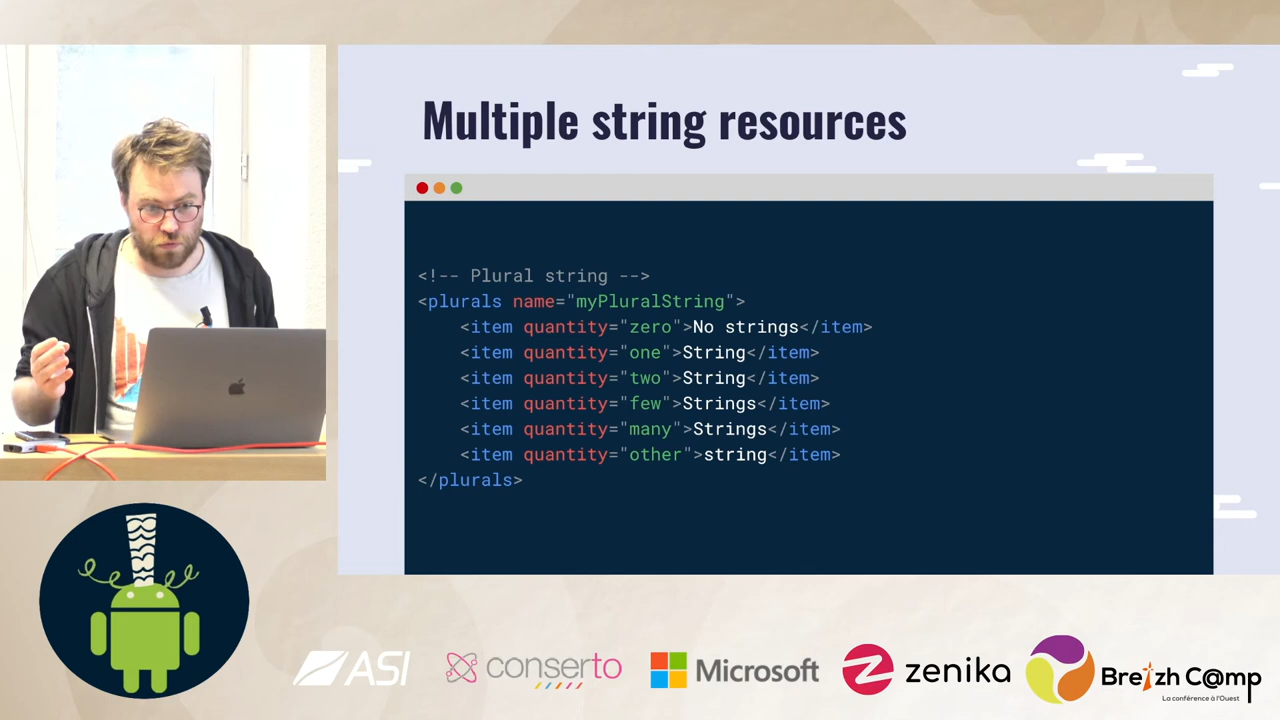 Multiple string resources
<!-- Plural string -->
<plurals name="myPluralString">
<item quantity="zero">No strings</item>
<item quantity="one">String</item>
<item quantity="two">String</item>
<item quantity="few">Strings</item>
<item quantity="many">Strings</item>
<item quantity="other">string</item>
</plurals>
ASI
conserto
Microsoft
zenika
Breizh C@mp
La conférence à l'Ouest